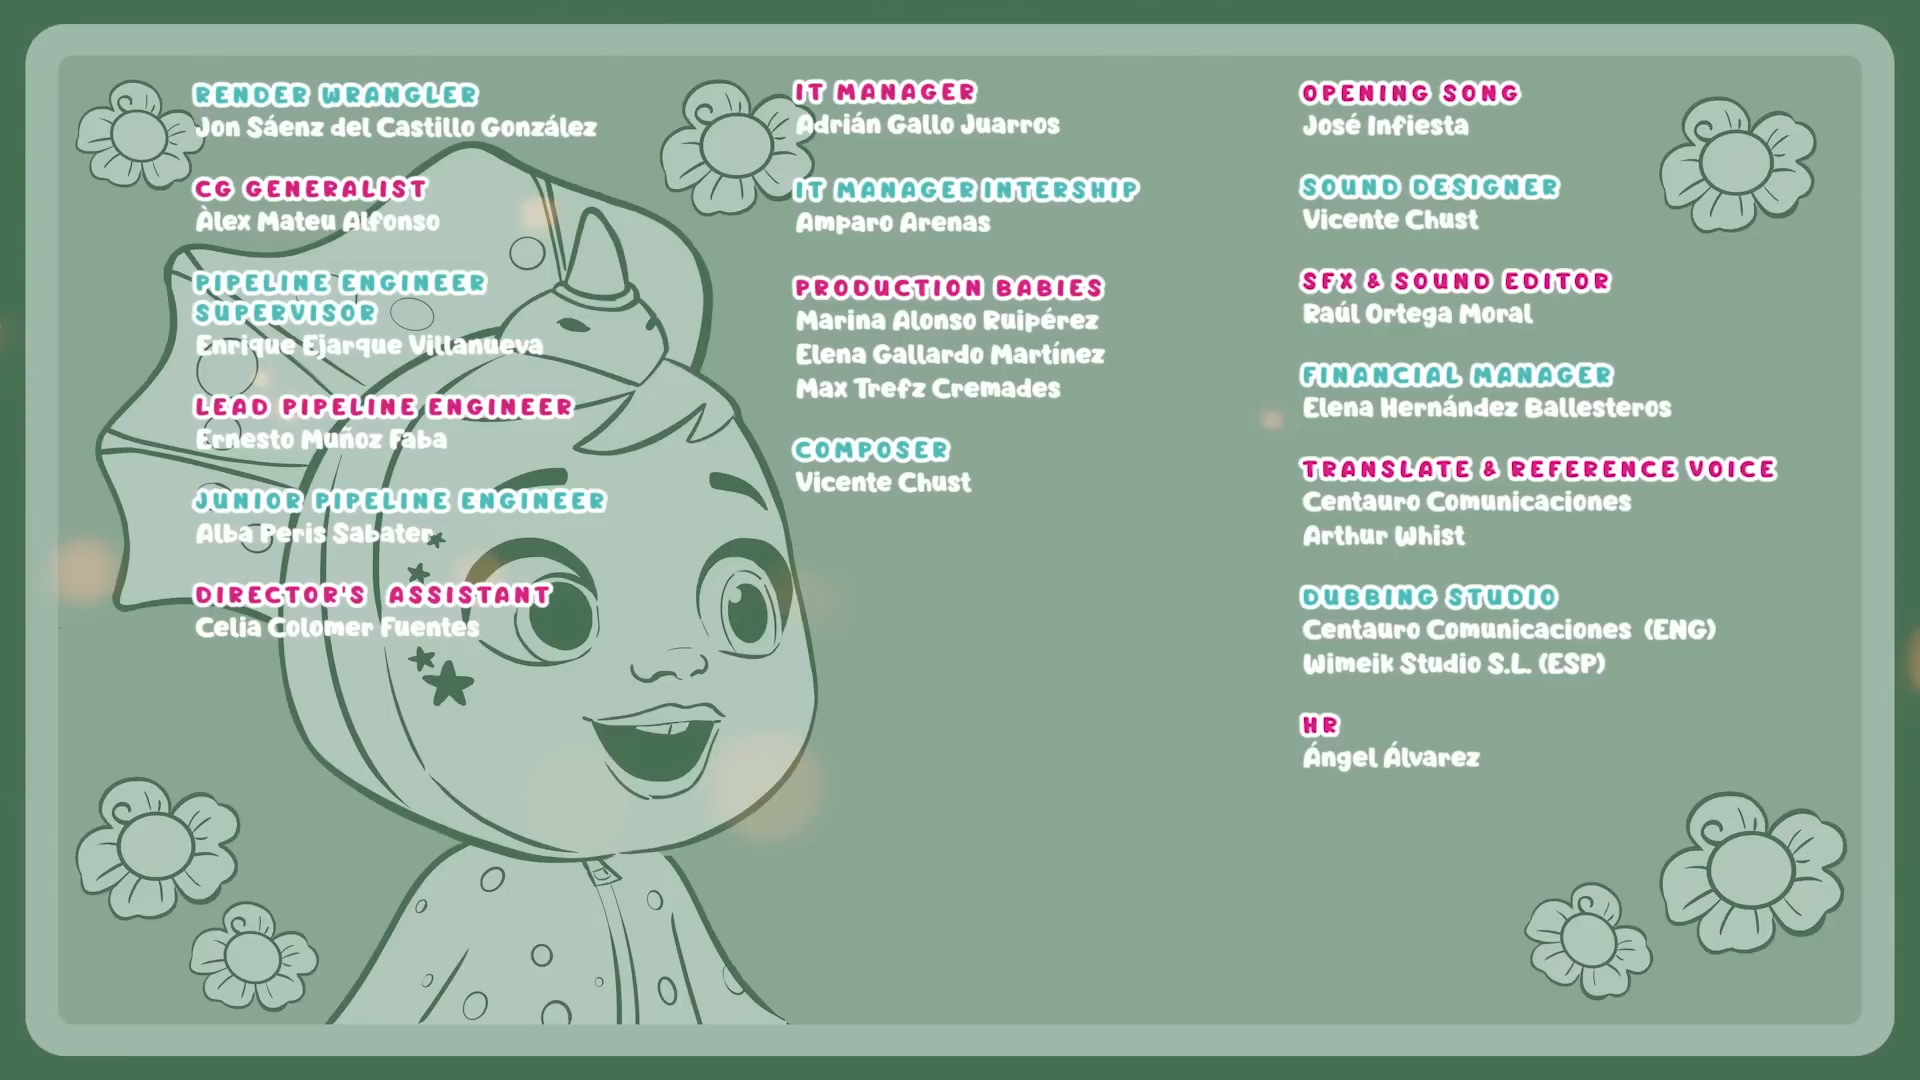 RENDER WRANGLER
Jon Sáenz del Castillo González
CG GENERALIST
Àlex Mateu Alfonso
PIPELINE ENGINEER
SUPERVISOR
Enrique Ejarque Villanueva
LEAD PIPELINE ENGINEER
Ernesto Muñoz Faba
JUNIOR PIPELINE ENGINEER
Alba Peris Sabater
DIRECTOR'S ASSISTANT
Celia Colomer Fuentes
IT MANAGER
Adrián Gallo Juarros
IT MANAGER INTERSHIP
Amparo Arenas
PRODUCTION BABIES
Marina Alonso Ruipérez
Elena Gallardo Martínez
Max Trefz Cremades
COMPOSER
Vicente Chust
OPENING SONG
José Infiesta
SOUND DESIGNER
Vicente Chust
SFX & SOUND EDITOR
Raúl Ortega Moral
FINANCIAL MANAGER
Elena Hernández Ballesteros
TRANSLATE & REFERENCE VOICE
Centauro Comunicaciones
Arthur Whist
DUBBING STUDIO
Centauro Comunicaciones (ENG)
Wimeik Studio S.L. (ESP)
HR
Ángel Álvarez